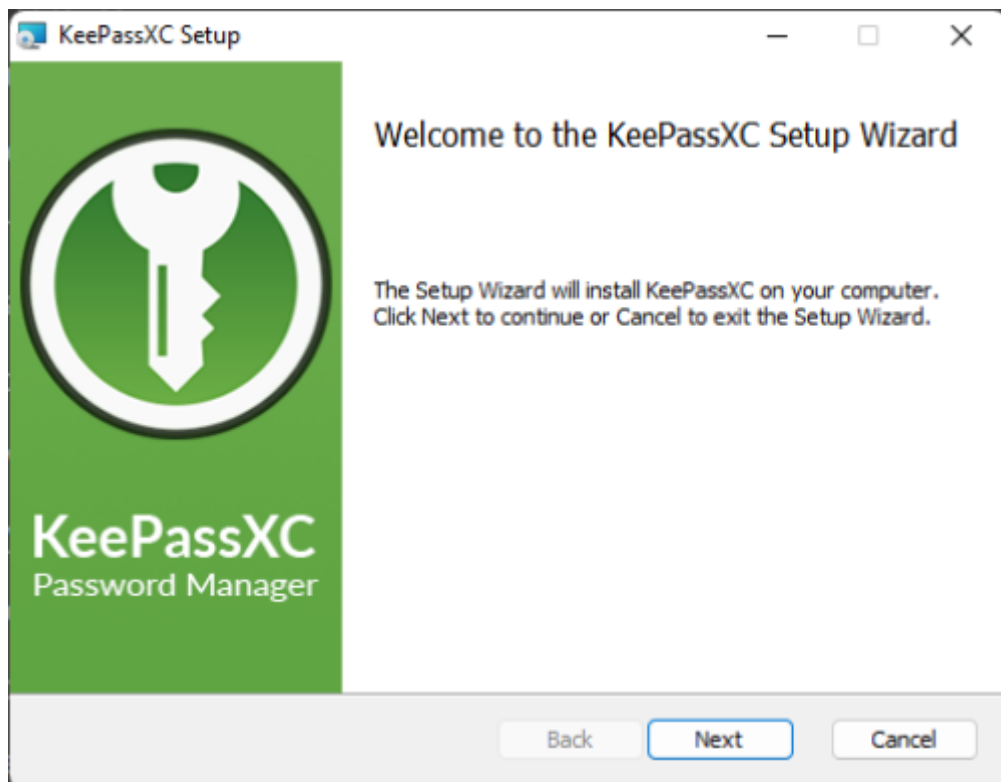 KeePassXC Setup
Welcome to the KeePassXC Setup Wizard
The Setup Wizard will install KeePassXC on your computer.
Click Next to continue or Cancel to exit the Setup Wizard.
KeePassXC
Password Manager
Back
Next
Cancel